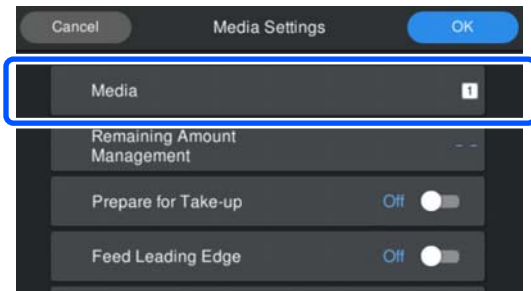 Cancel Media Settings OK
Media 1
Remaining Amount
Management - -
Prepare for Take-up Off
Feed Leading Edge Off